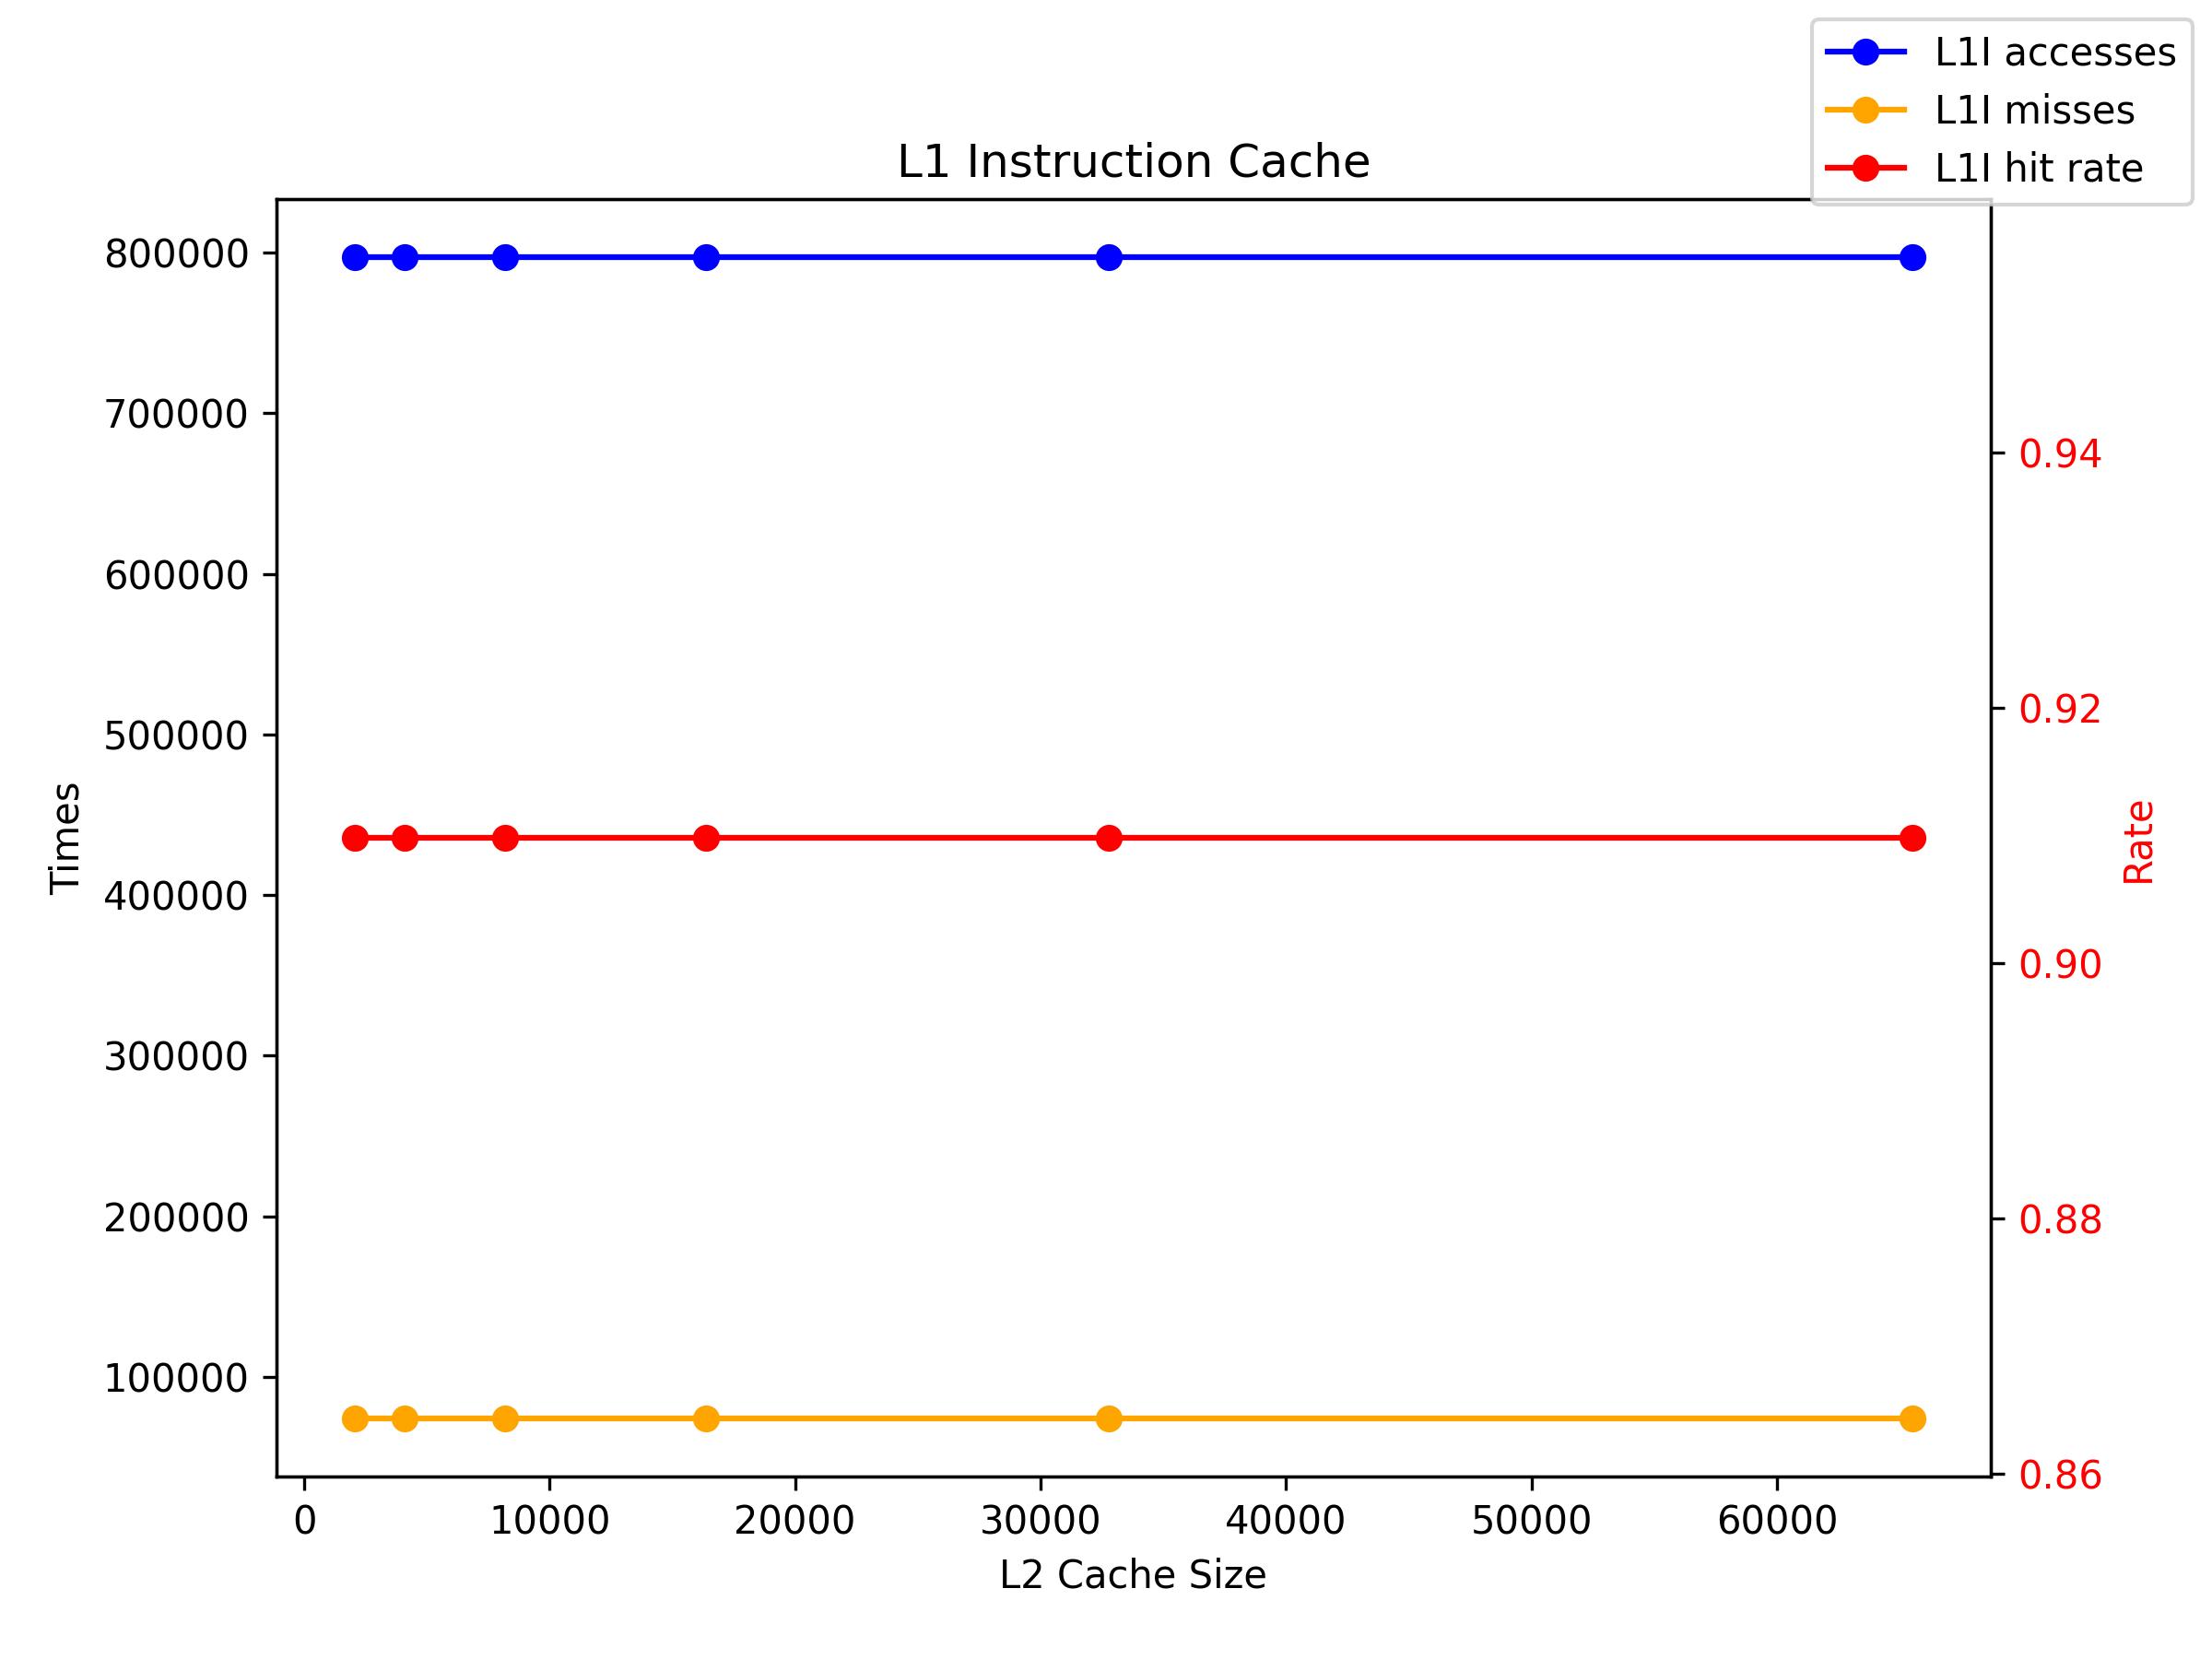 L1I accesses
L1I misses
L1I hit rate
L1 Instruction Cache
800000
700000
600000
500000
400000
300000
200000
100000
Times
0.94
0.92
0.90
0.88
0.86
Rate
0 10000 20000 30000 40000 50000 60000
L2 Cache Size